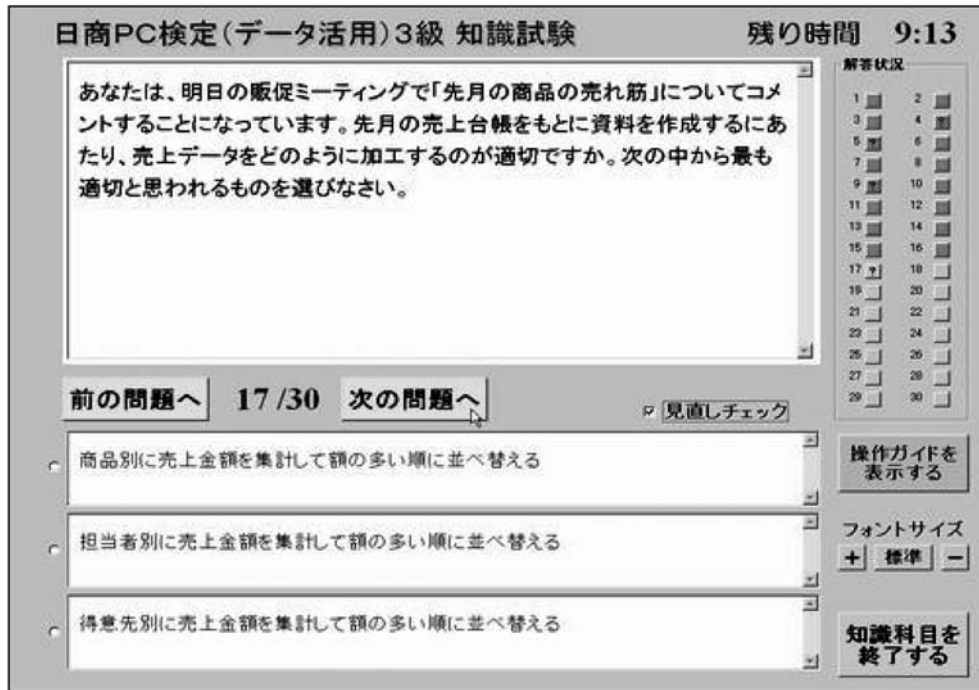 日商PC検定(データ活用)3級 知識試験
残り時間 9:13
あなたは、明日の販促ミーティングで「先月の商品の売れ筋」についてコメ
ントすることになっています。先月の売上台帳をもとに資料を作成するにあ
たり、売上データをどのように加工するのが適切ですか。次の中から最も
適切と思われるものを選びなさい。
解答状況
1 2
3 4
5 ? 6
7 8
9 10
11 12
13 14
15 16
17 ? 18
19 20
21 22
23 24
25 26
27 28
29 30
前の問題へ 17/30 次の問題へ
見直しチェック
商品別に売上金額を集計して額の多い順に並べ替える
担当者別に売上金額を集計して額の多い順に並べ替える
得意先別に売上金額を集計して額の多い順に並べ替える
操作ガイドを
表示する
フォントサイズ
+ 標準 −
知識科目を
終了する